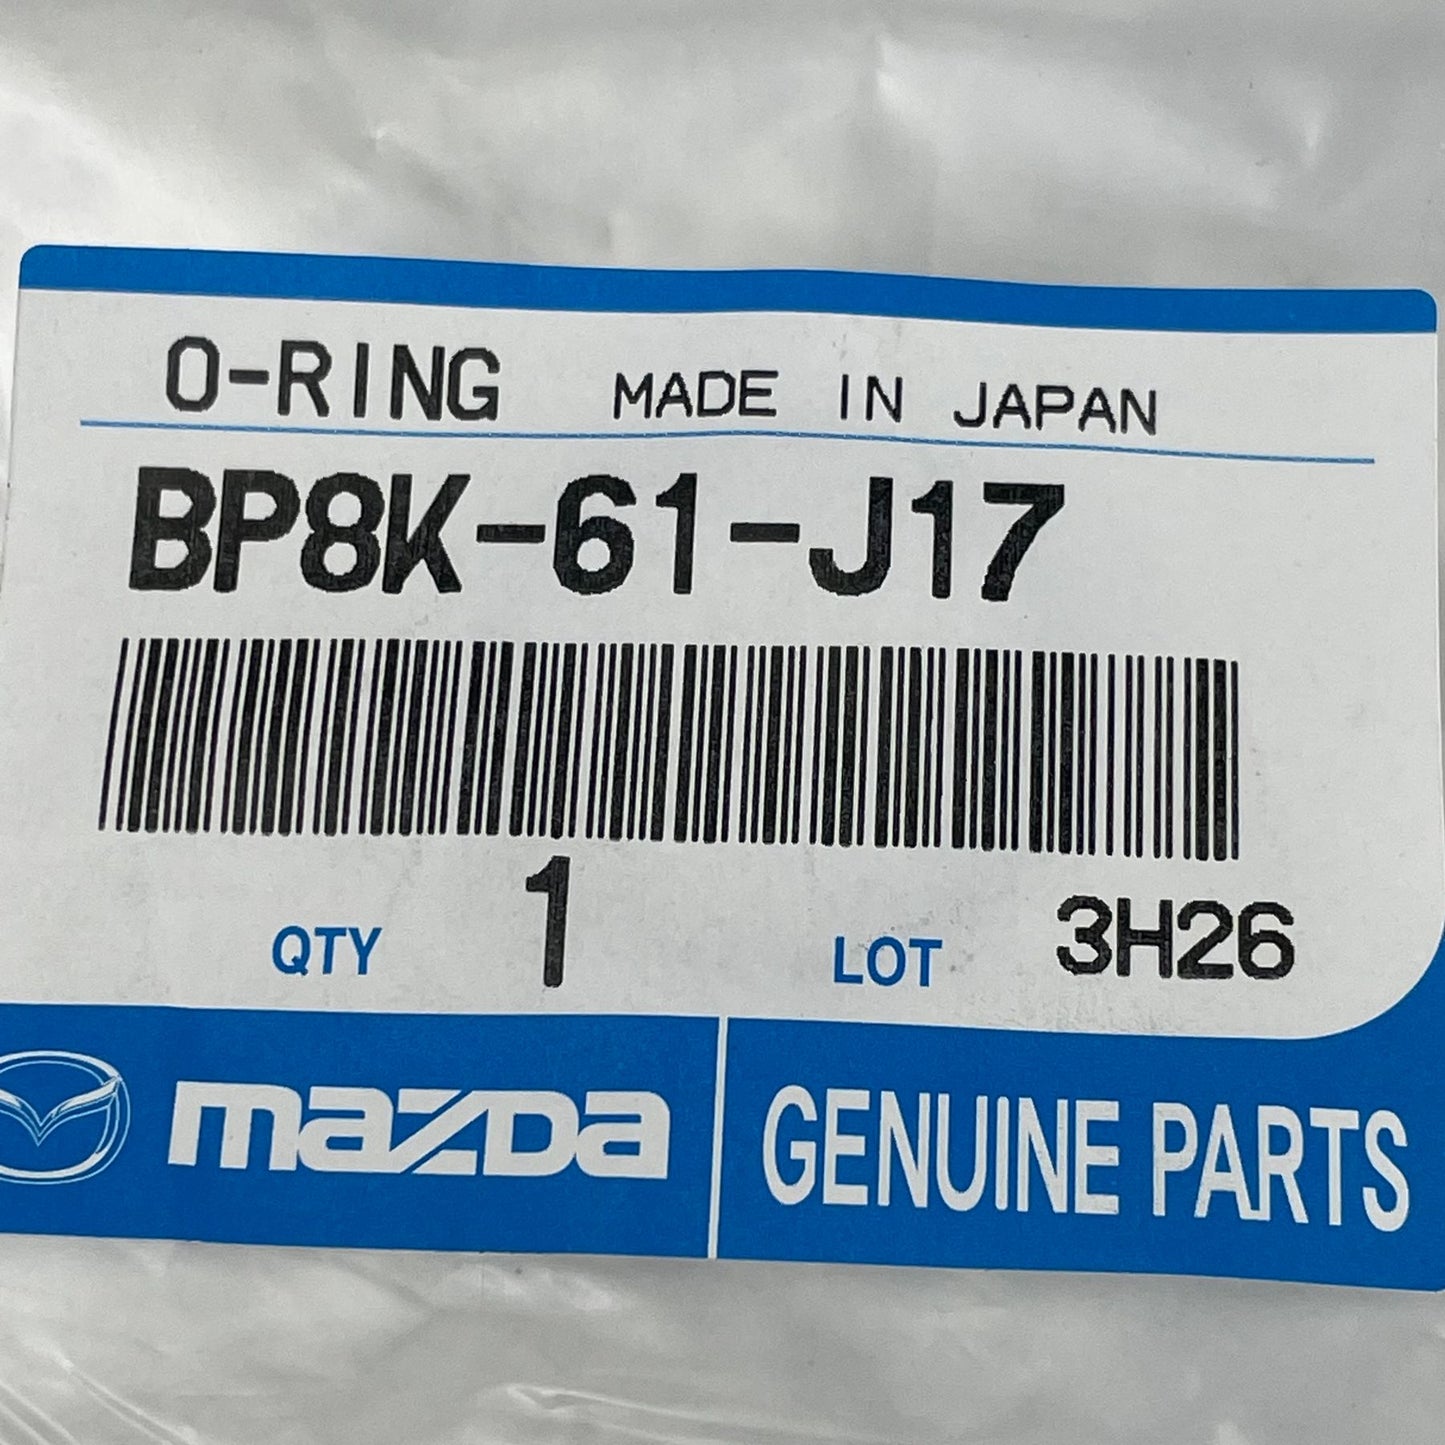 O-RING MADE IN JAPAN
BP8K-61-J17
QTY 1 LOT 3H26
mazda GENUINE PARTS